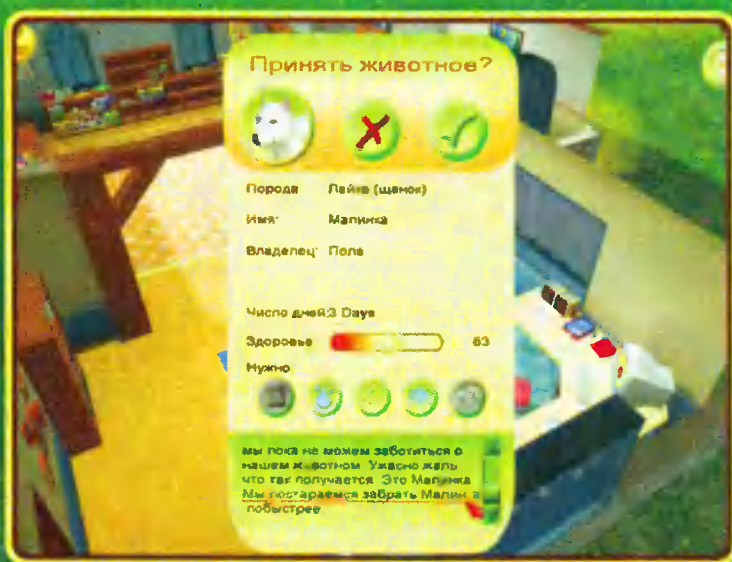 Принять животное?
Порода Лайка (щенок)
Имя: Малинка
Владелец: Пола
Число дней:3 Days
Здоровье 63
Нужно
мы пока не можем заботиться о
нашем животном Ужасно жаль
что так получается Это Малинка
Мы постараемся забрать Малин а
побыстрее